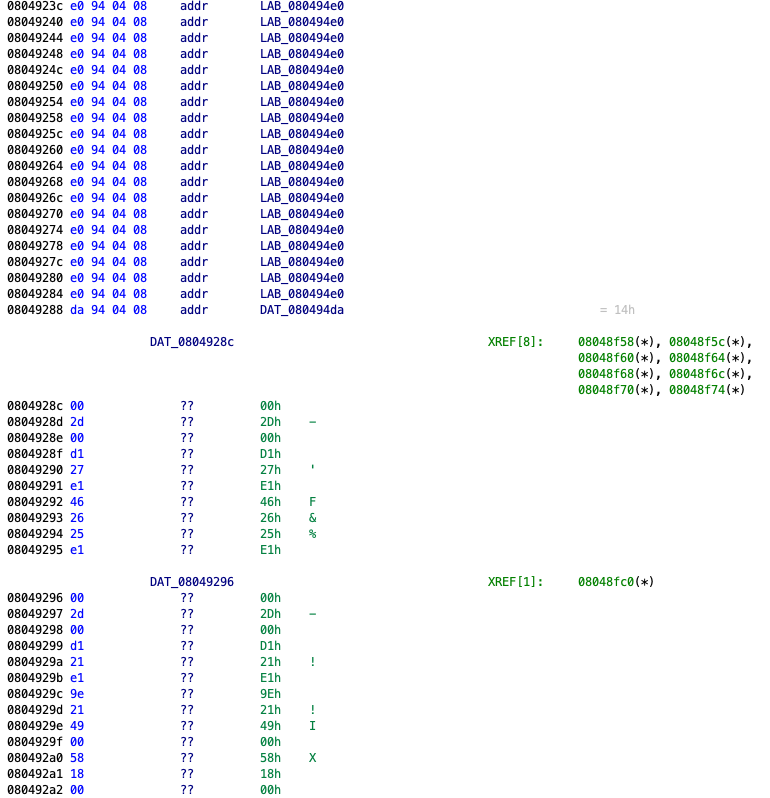 0804923c e0 94 04 08 addr LAB_080494e0
08049240 e0 94 04 08 addr LAB_080494e0
08049244 e0 94 04 08 addr LAB_080494e0
08049248 e0 94 04 08 addr LAB_080494e0
0804924c e0 94 04 08 addr LAB_080494e0
08049250 e0 94 04 08 addr LAB_080494e0
08049254 e0 94 04 08 addr LAB_080494e0
08049258 e0 94 04 08 addr LAB_080494e0
0804925c e0 94 04 08 addr LAB_080494e0
08049260 e0 94 04 08 addr LAB_080494e0
08049264 e0 94 04 08 addr LAB_080494e0
08049268 e0 94 04 08 addr LAB_080494e0
0804926c e0 94 04 08 addr LAB_080494e0
08049270 e0 94 04 08 addr LAB_080494e0
08049274 e0 94 04 08 addr LAB_080494e0
08049278 e0 94 04 08 addr LAB_080494e0
0804927c e0 94 04 08 addr LAB_080494e0
08049280 e0 94 04 08 addr LAB_080494e0
08049284 e0 94 04 08 addr LAB_080494e0
08049288 da 94 04 08 addr DAT_080494da = 14h
DAT_0804928c XREF[8]: 08048f58(*), 08048f5c(*),
08048f60(*), 08048f64(*),
08048f68(*), 08048f6c(*),
08048f70(*), 08048f74(*)
0804928c 00 ?? 00h
0804928d 2d ?? 2Dh -
0804928e 00 ?? 00h
0804928f d1 ?? D1h
08049290 27 ?? 27h '
08049291 e1 ?? E1h
08049292 46 ?? 46h F
08049293 26 ?? 26h &
08049294 25 ?? 25h %
08049295 e1 ?? E1h
DAT_08049296 XREF[1]: 08048fc0(*)
08049296 00 ?? 00h
08049297 2d ?? 2Dh -
08049298 00 ?? 00h
08049299 d1 ?? D1h
0804929a 21 ?? 21h !
0804929b e1 ?? E1h
0804929c 9e ?? 9Eh
0804929d 21 ?? 21h !
0804929e 49 ?? 49h I
0804929f 00 ?? 00h
080492a0 58 ?? 58h X
080492a1 18 ?? 18h
080492a2 00 ?? 00h